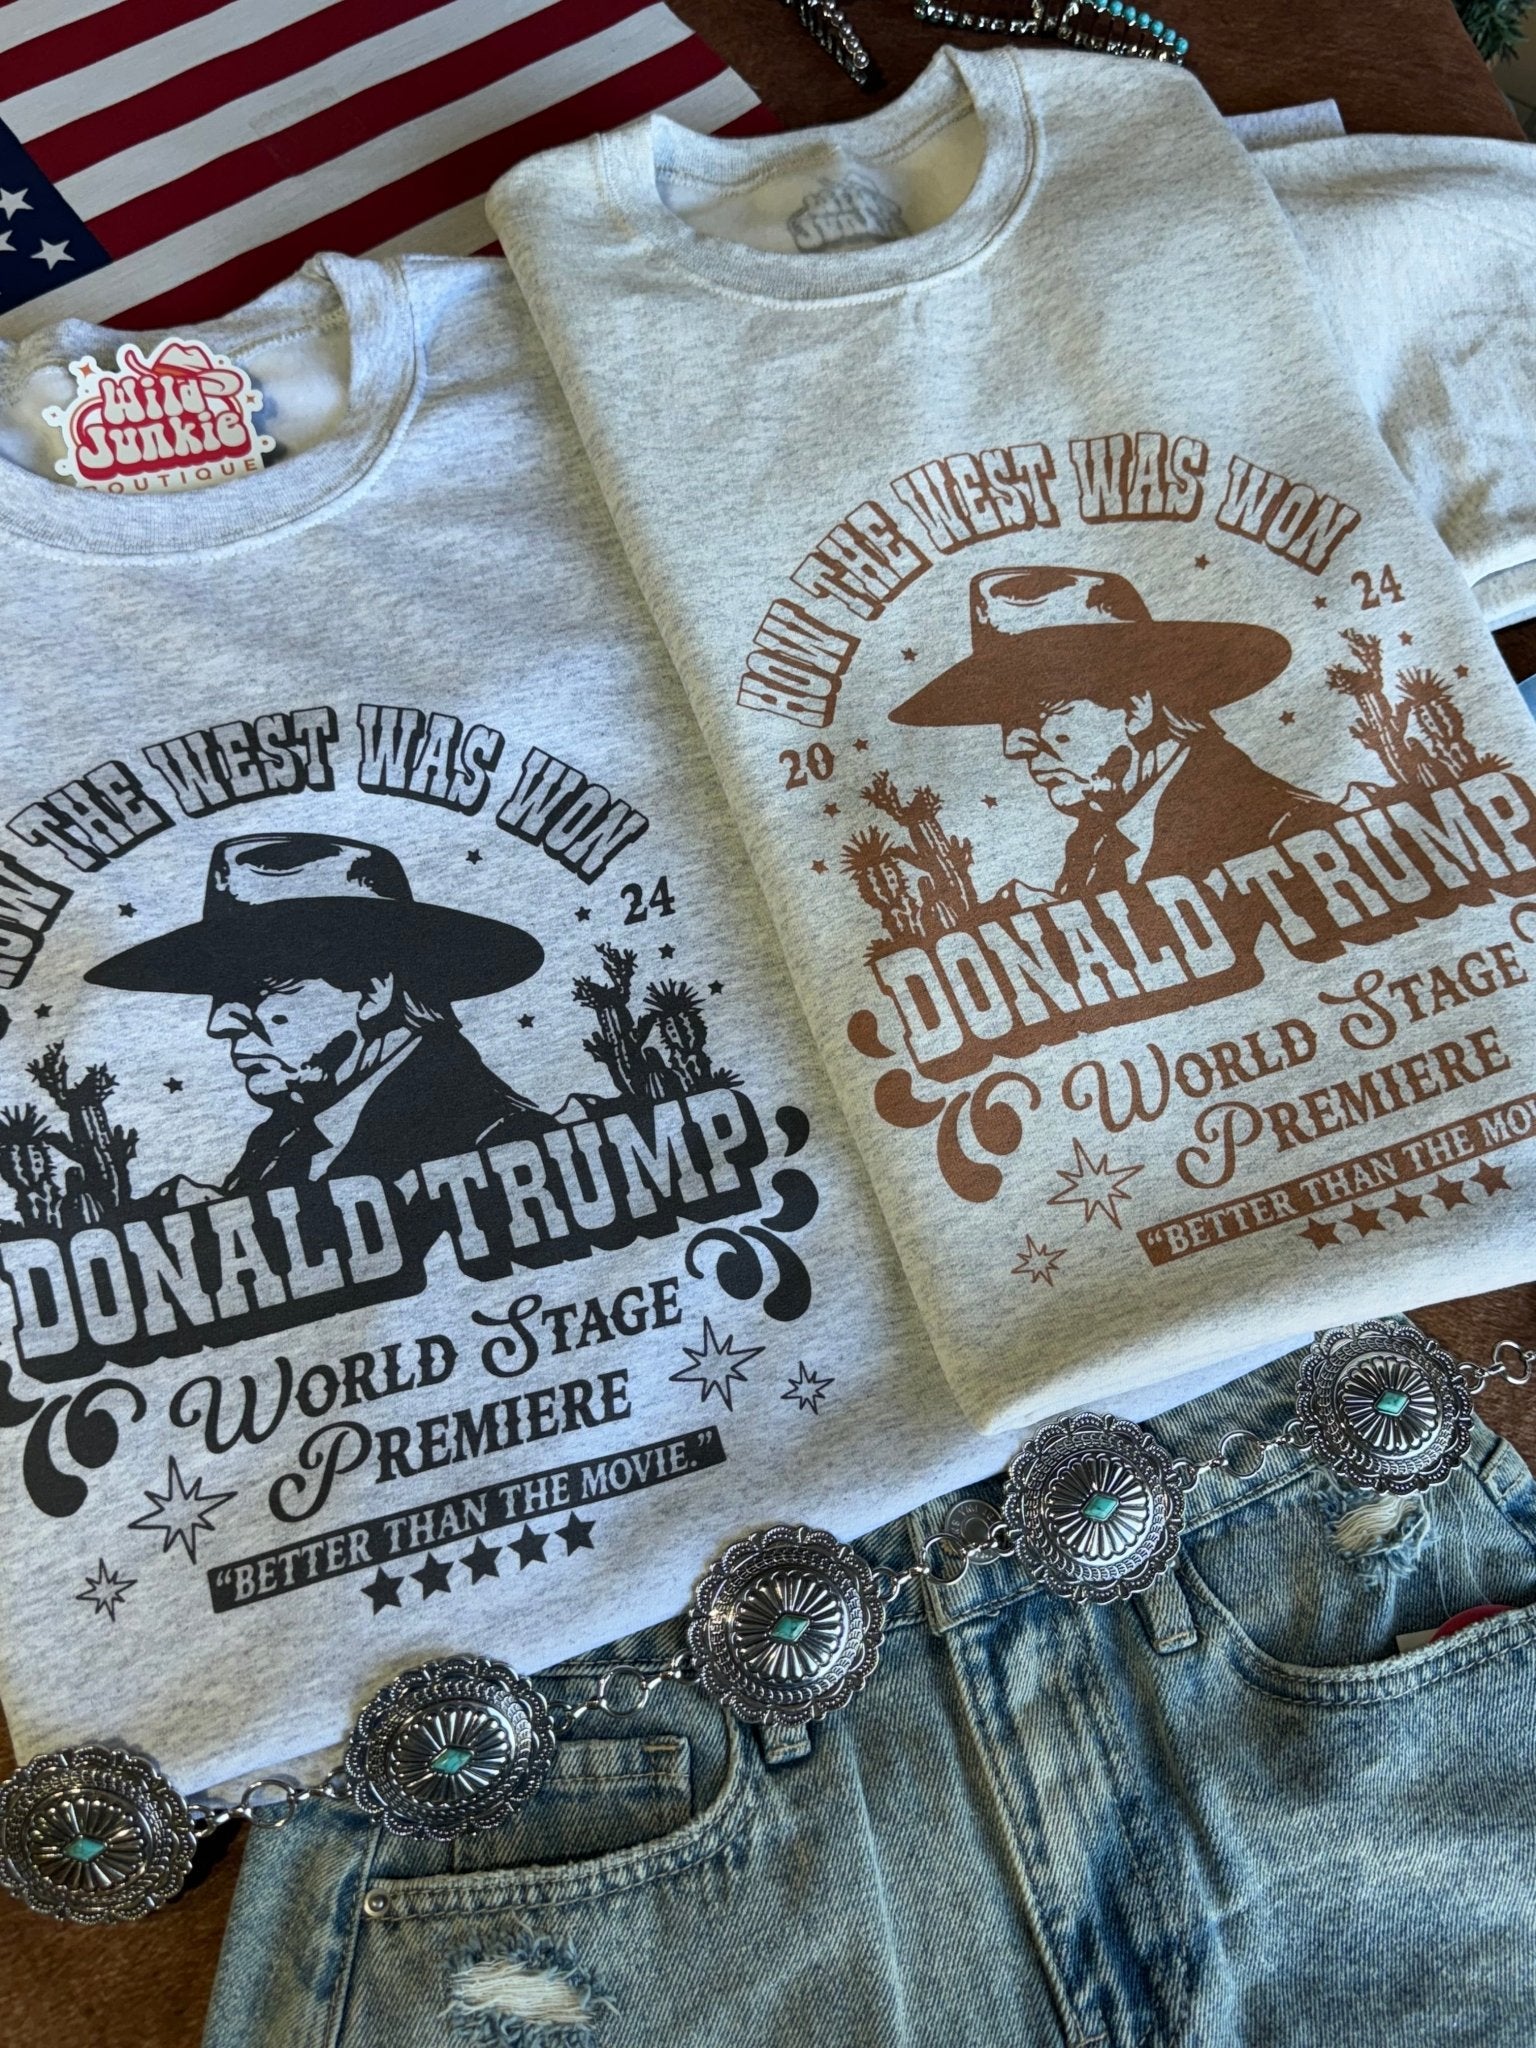 Wild
Junkie
BOUTIQUE
HOW THE WEST WAS WON
24
DONALD TRUMP
WORLD STAGE
PREMIERE
"BETTER THAN THE MOVIE."
HOW THE WEST WAS WON
20
24
DONALD TRUMP
WORLD STAGE
PREMIERE
"BETTER THAN THE MO